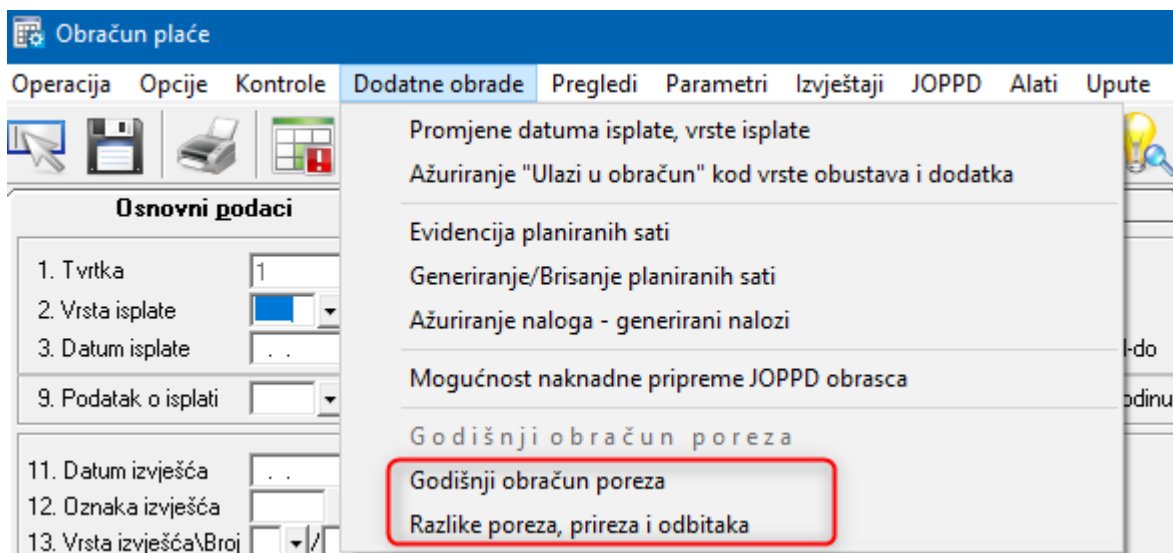 Obračun plaće
Operacija Opcije Kontrole Dodatne obrade Pregledi Parametri Izvještaji JOPPD Alati Upute
Promjene datuma isplate, vrste isplate
Ažuriranje "Ulazi u obračun" kod vrste obustava i dodatka
Osnovni podaci
Evidencija planiranih sati
1. Tvrtka 1
Generiranje/Brisanje planiranih sati
2. Vrsta isplate
Ažuriranje naloga - generirani nalozi
3. Datum isplate . .
l-do
Mogućnost naknadne pripreme JOPPD obrasca
9. Podatak o isplati
odinu
Godišnji obračun poreza
11. Datum izvješća . .
Godišnji obračun poreza
12. Oznaka izvješća
Razlike poreza, prireza i odbitaka
13. Vrsta izvješća\Broj /